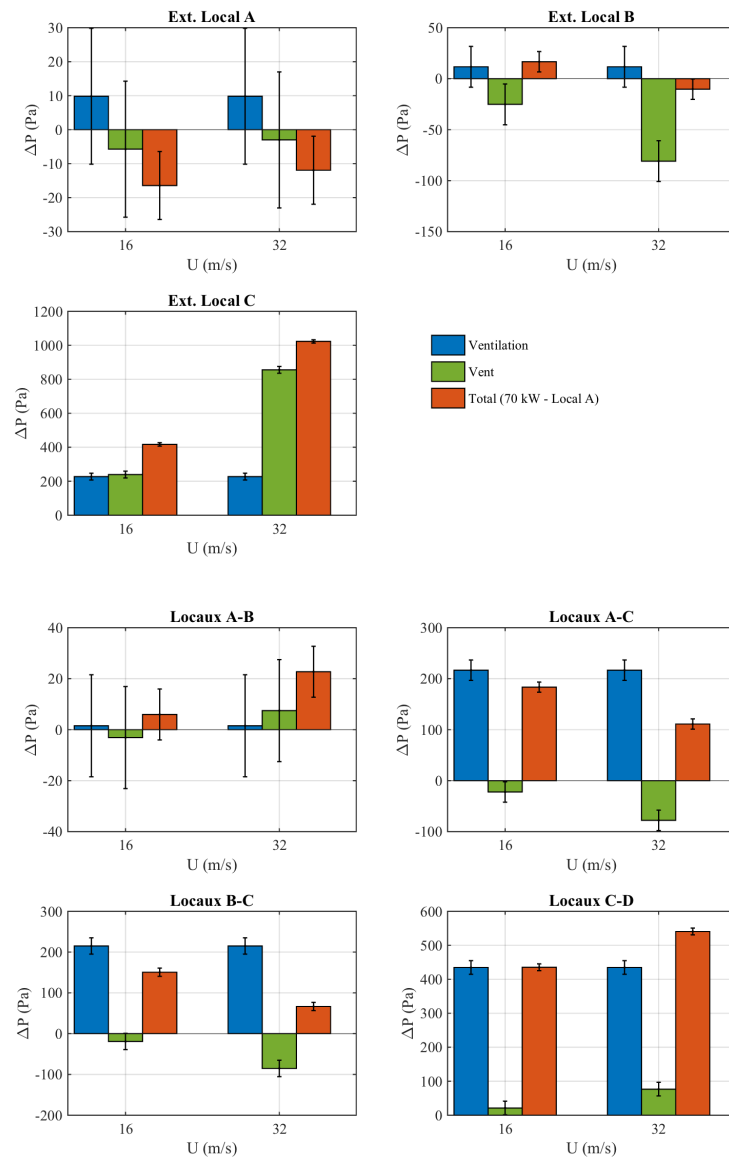 Ext. Local A
30
20
10
0
-10
-20
-30
ΔP (Pa)
16
32
U (m/s)
Ext. Local B
50
0
-50
-100
-150
ΔP (Pa)
16
32
U (m/s)
Ext. Local C
1200
1000
800
600
400
200
0
ΔP (Pa)
16
32
U (m/s)
Ventilation
Vent
Total (70 kW - Local A)
Locaux A-B
40
20
0
-20
-40
ΔP (Pa)
16
32
U (m/s)
Locaux A-C
300
200
100
0
-100
ΔP (Pa)
16
32
U (m/s)
Locaux B-C
300
200
100
0
-100
-200
ΔP (Pa)
16
32
U (m/s)
Locaux C-D
600
500
400
300
200
100
0
ΔP (Pa)
16
32
U (m/s)